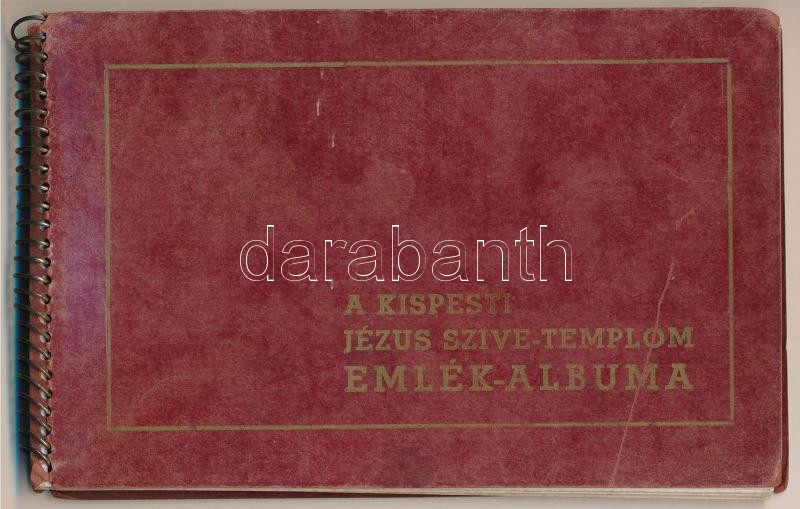 darabanth
A KISPESTI
JÉZUS SZIVE-TEMPLOM
EMLÉK-ALBUMA